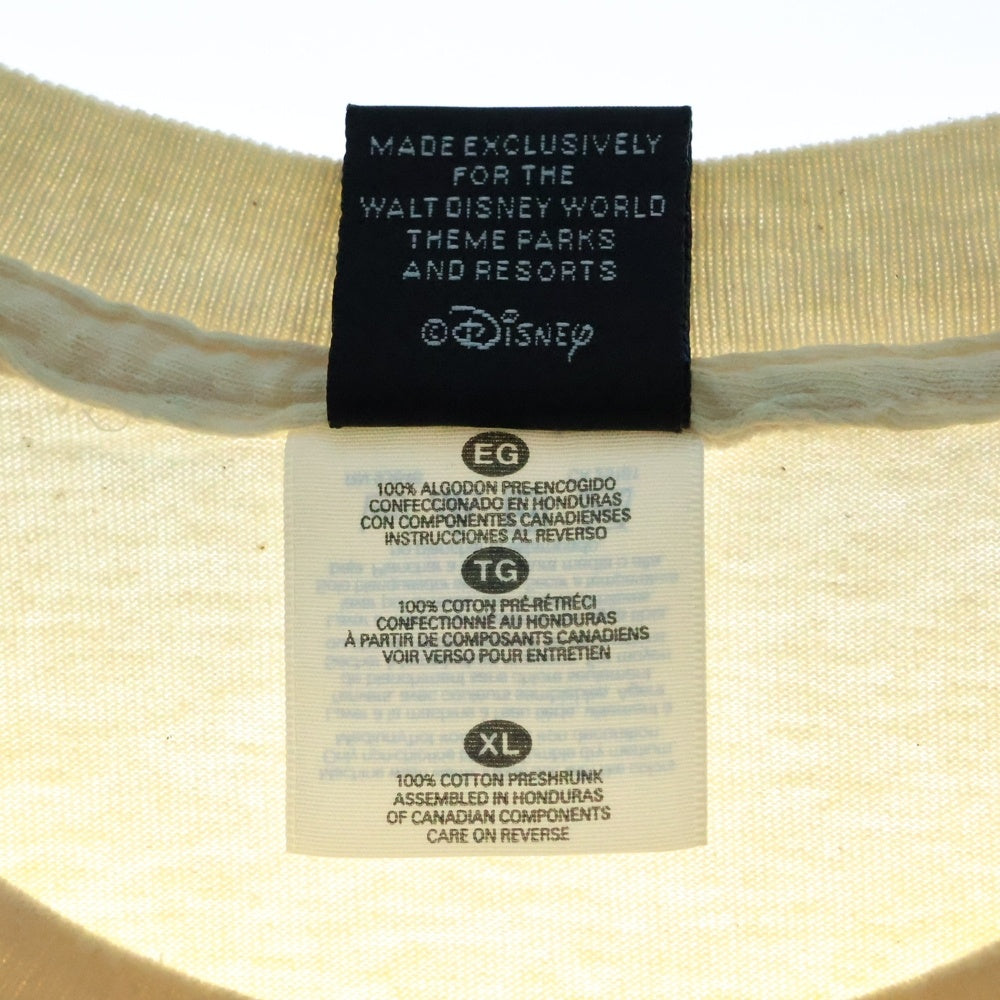 MADE EXCLUSIVELY
FOR THE
WALT DISNEY WORLD
THEME PARKS
AND RESORTS
© DISNEY
EG
100% ALGODON PRE-ENCOGIDO
CONFECCIONADO EN HONDURAS
CON COMPONENTES CANADIENSES
INSTRUCCIONES AL REVERSO
TG
100% COTON PRÉ-RÉTRÉCI
CONFECTIONNÉ AU HONDURAS
À PARTIR DE COMPOSANTS CANADIENS
VOIR VERSO POUR ENTRETIEN
XL
100% COTTON PRESHRUNK
ASSEMBLED IN HONDURAS
OF CANADIAN COMPONENTS
CARE ON REVERSE